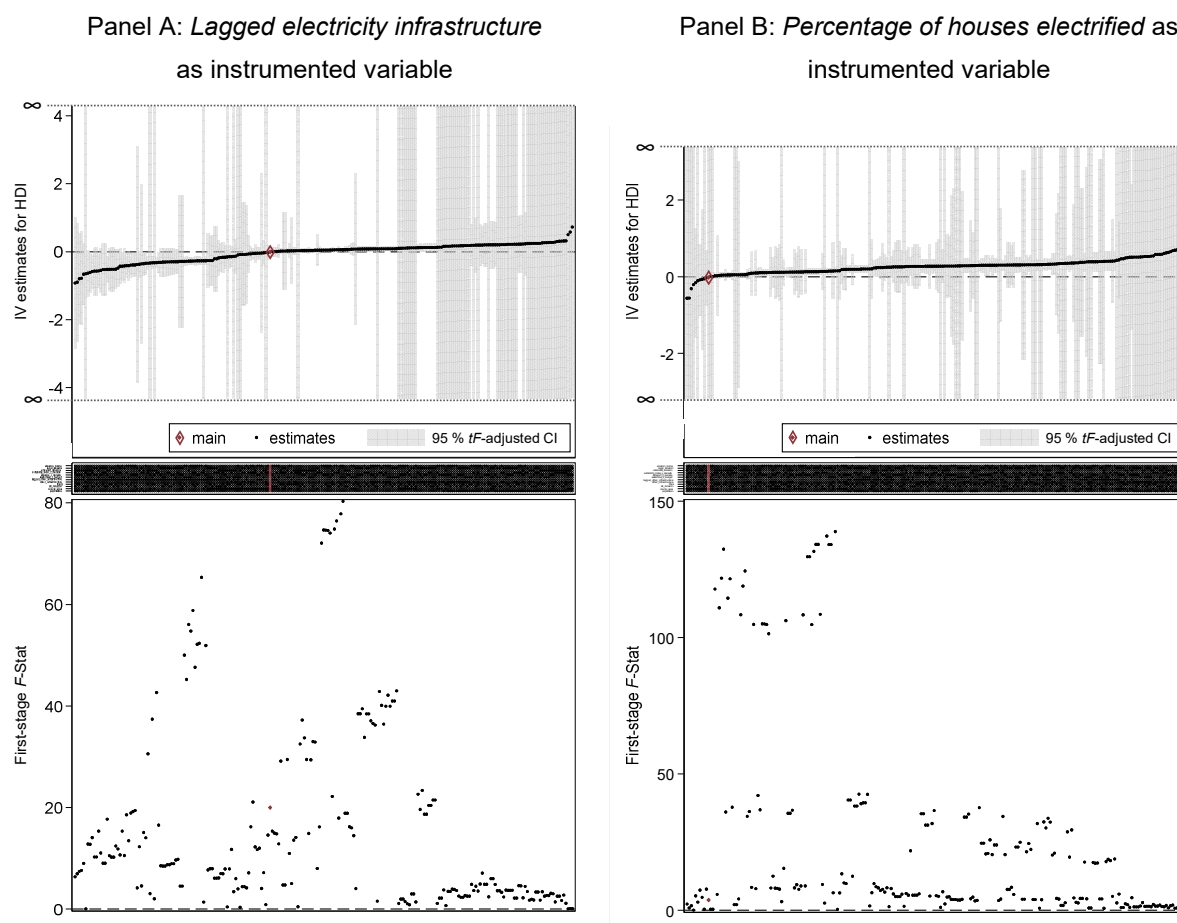 Panel A: Lagged electricity infrastructure
as instrumented variable
∞
4
2
0
-2
-4
∞
IV estimates for HDI
main
estimates
95 % tF-adjusted CI
80
60
40
20
0
First-stage F-Stat
Panel B: Percentage of houses electrified as
instrumented variable
∞
2
0
-2
∞
IV estimates for HDI
main
estimates
95 % tF-adjusted CI
150
100
50
0
First-stage F-Stat